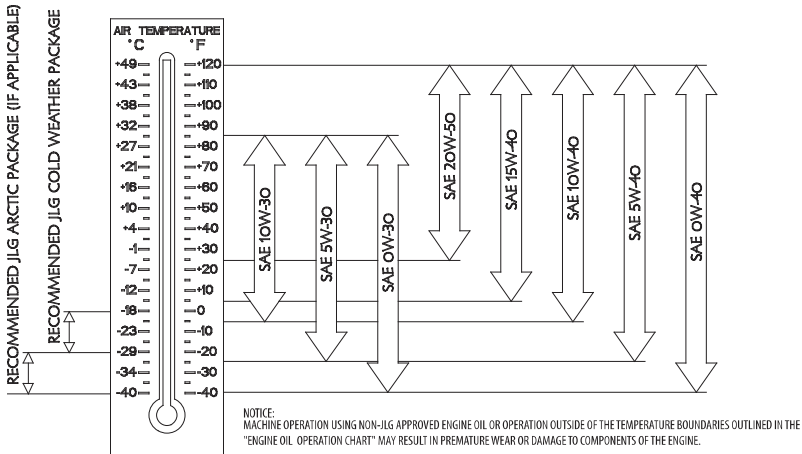 RECOMMENDED JLG ARCTIC PACKAGE (IF APPLICABLE)
RECOMMENDED JLG COLD WEATHER PACKAGE
AIR TEMPERATURE
°C °F
+49 +120
+43 +110
+38 +100
+32 +90
+27 +80
+21 +70
+16 +60
+10 +50
+4 +40
-1 +30
-7 +20
-12 +10
-18 0
-23 -10
-29 -20
-34 -30
-40 -40
SAE 10W-30
SAE 5W-30
SAE 0W-30
SAE 20W-50
SAE 15W-40
SAE 10W-40
SAE 5W-40
SAE 0W-40
NOTICE:
MACHINE OPERATION USING NON-JLG APPROVED ENGINE OIL OR OPERATION OUTSIDE OF THE TEMPERATURE BOUNDARIES OUTLINED IN THE
"ENGINE OIL OPERATION CHART" MAY RESULT IN PREMATURE WEAR OR DAMAGE TO COMPONENTS OF THE ENGINE.